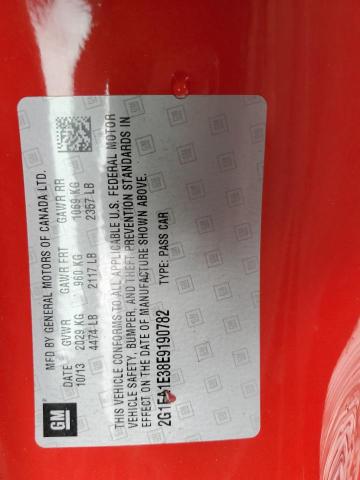 MFD BY GENERAL MOTORS OF CANADA LTD.
DATE GVWR GAWR FRT GAWR RR
10/13 2029 KG 960 KG 1069 KG
4474 LB 2117 LB 2357 LB
THIS VEHICLE CONFORMS TO ALL APPLICABLE U.S. FEDERAL MOTOR
VEHICLE SAFETY, BUMPER, AND THEFT PREVENTION STANDARDS IN
EFFECT ON THE DATE OF MANUFACTURE SHOWN ABOVE.
TYPE: PASS CAR
GM